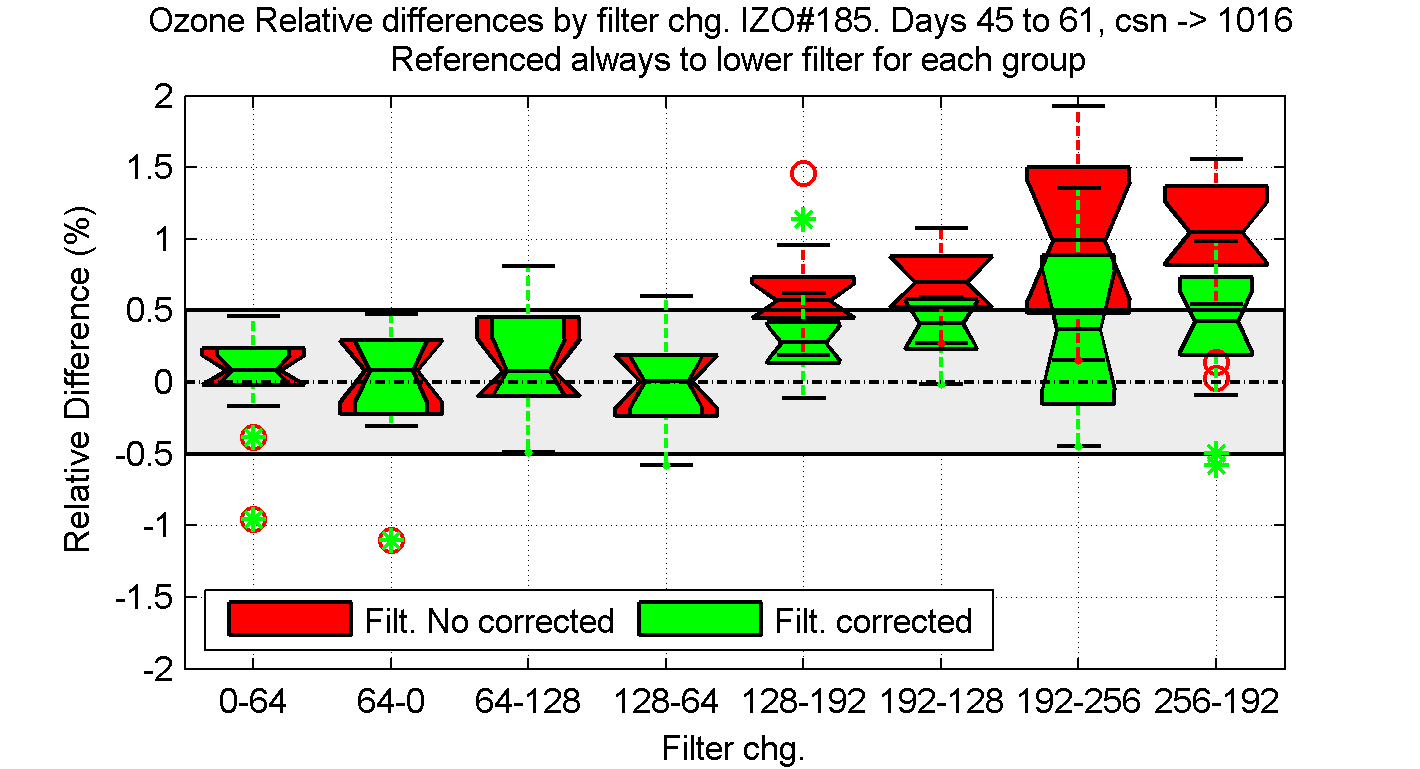 Ozone Relative differences by filter chg. IZO#185. Days 45 to 61, csn -> 1016
Referenced always to lower filter for each group
Relative Difference (%)
2
1.5
1
0.5
0
-0.5
-1
-1.5
-2
Filt. No corrected
Filt. corrected
0-64
64-0
64-128
128-64
128-192
192-128
192-256
256-192
Filter chg.